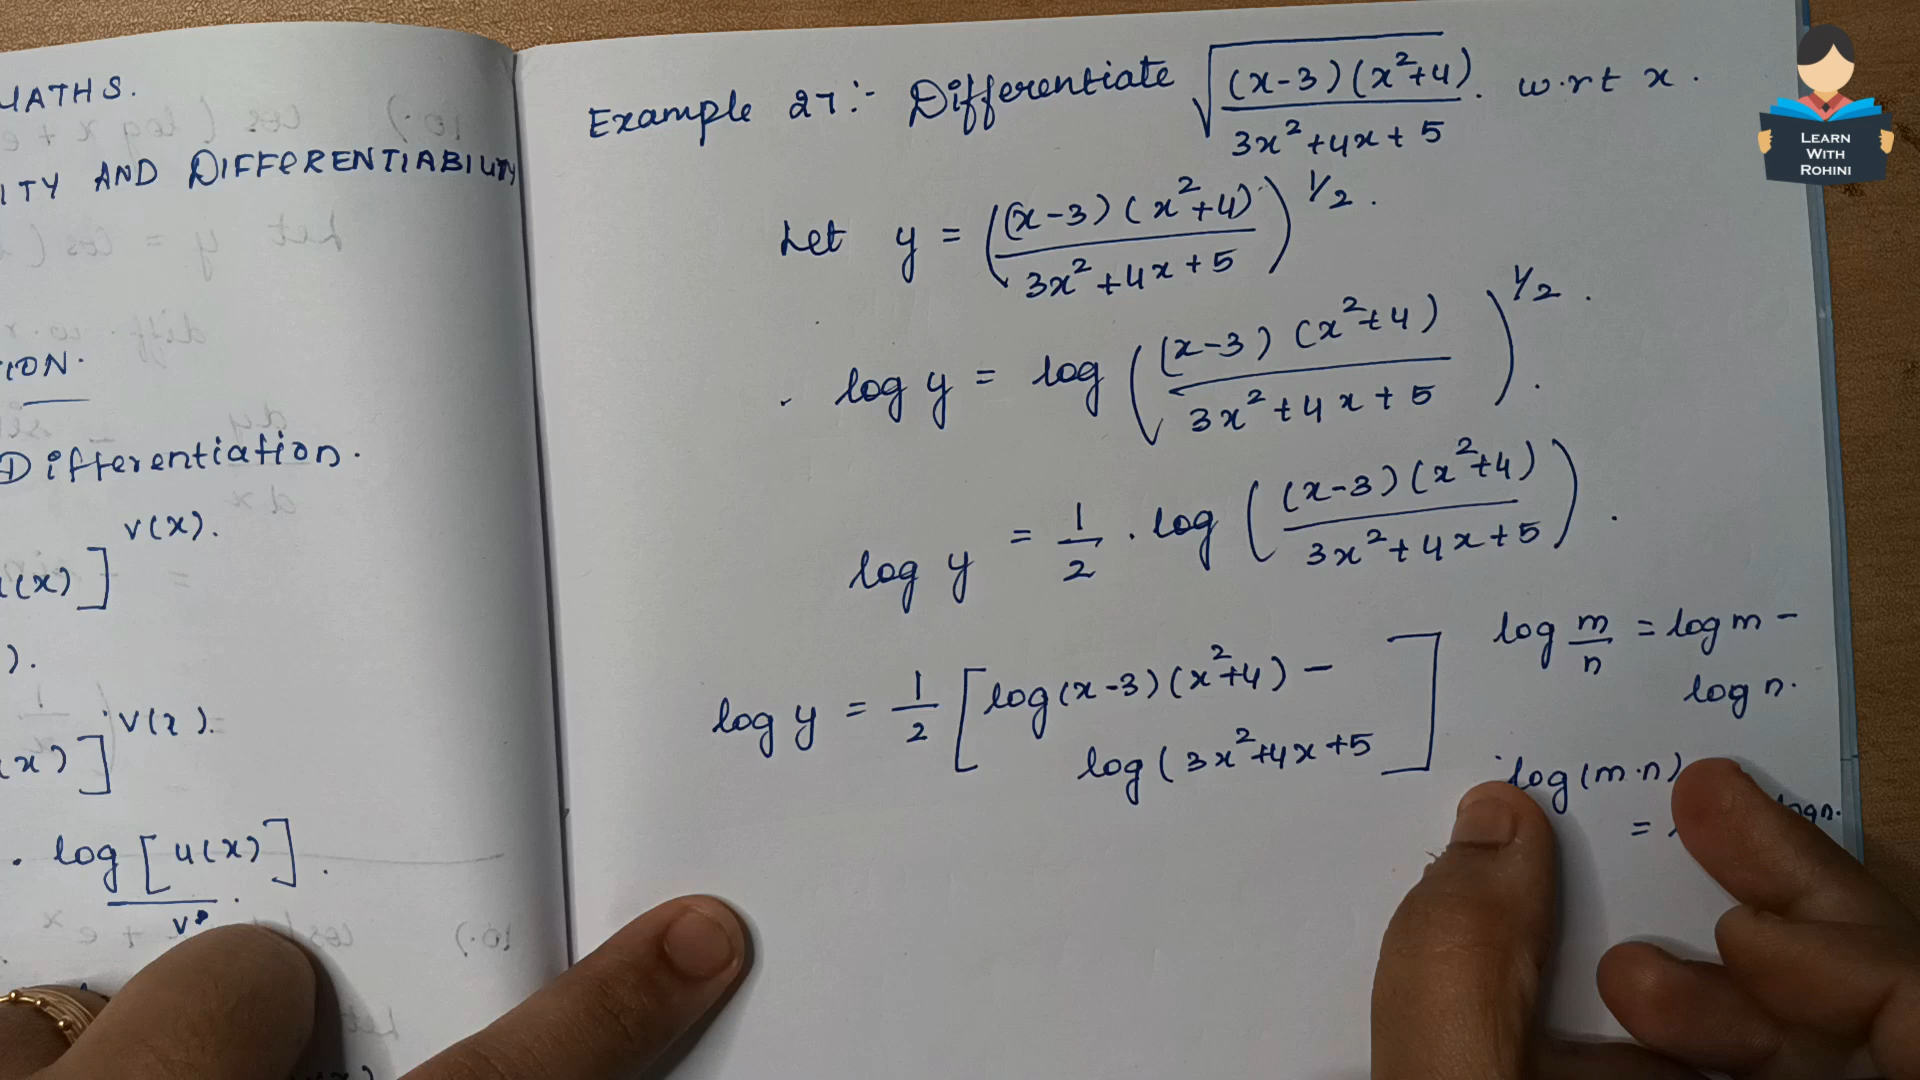 MATHS.
ITY AND DIFFERENTIABILITY
ION.
Differentiation.
(x)] v(x).
).
(x)] v(x).
. log [u(x)].
Example 27:- Differentiate √((x-3)(x²+4) / 3x²+4x+5). w.r.t x.
Let y = ((x-3)(x²+4) / 3x²+4x+5)^1/2.
log y = log ((x-3)(x²+4) / 3x²+4x+5)^1/2.
log y = 1/2 . log ((x-3)(x²+4) / 3x²+4x+5).
log y = 1/2 [log(x-3)(x²+4) -
log(3x²+4x+5]
log m/n = log m -
log n.
log(m.n)
=
LEARN
WITH
ROHINI